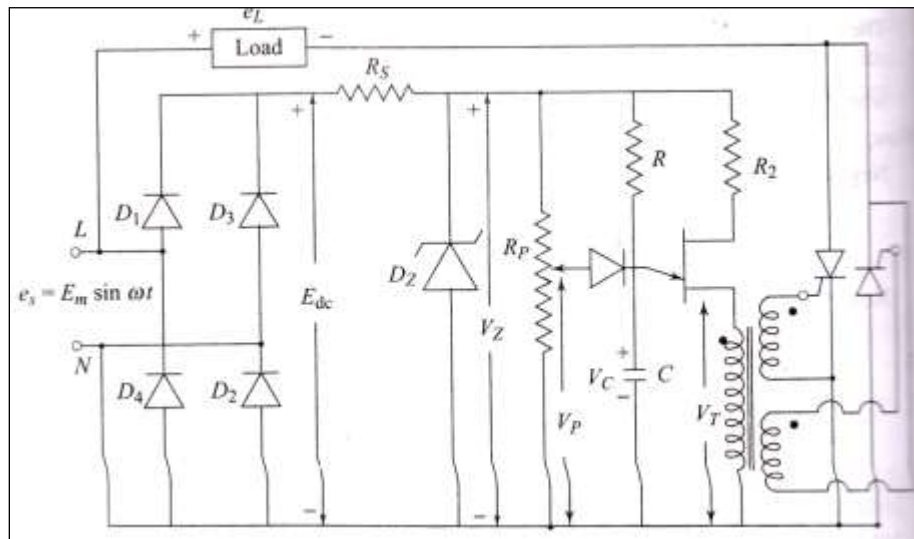 e_L
+ Load −
R_S
+ +
R R_2
D_1 D_3
L
R_P
D_Z
e_s = E_m sin ωt
E_dc
V_Z
N
+
V_C C
−
D_4 D_2
V_P V_T
− −